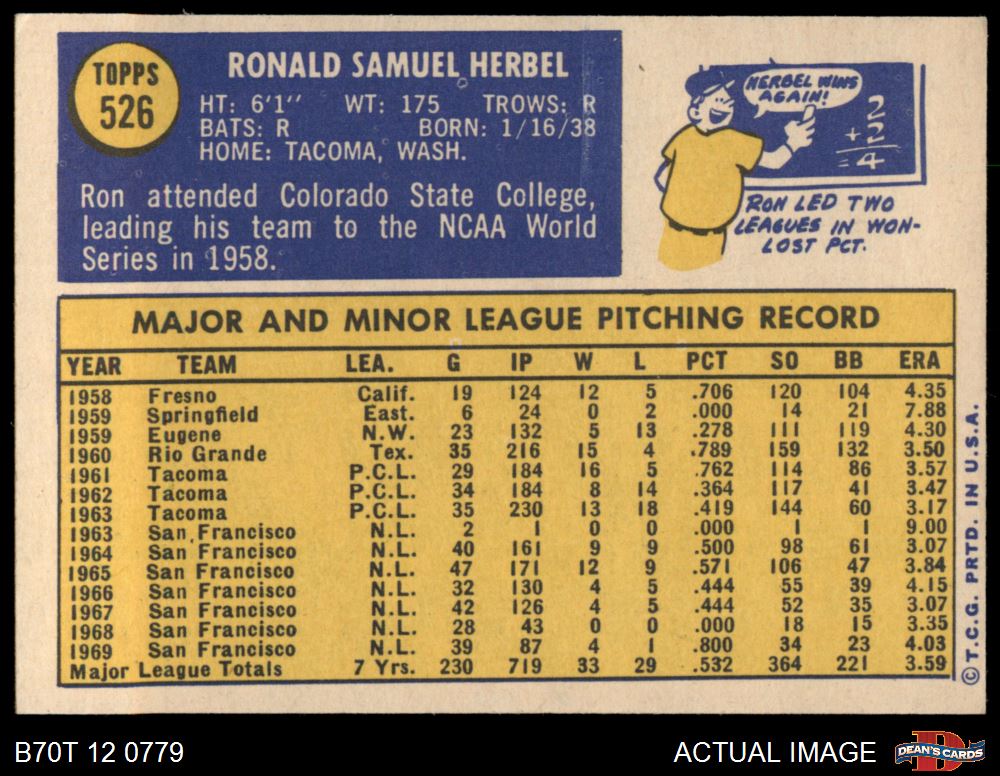 TOPPS
526
RONALD SAMUEL HERBEL
HT: 6'1'' WT: 175 TROWS: R
BATS: R BORN: 1/16/38
HOME: TACOMA, WASH.
Ron attended Colorado State College,
leading his team to the NCAA World
Series in 1958.
HERBEL WINS
AGAIN!
2
+2
=4
RON LED TWO
LEAGUES IN WON-
LOST PCT.
MAJOR AND MINOR LEAGUE PITCHING RECORD
YEAR TEAM LEA. G IP W L PCT SO BB ERA
1958 Fresno Calif. 19 124 12 5 .706 120 104 4.35
1959 Springfield East. 6 24 0 2 .000 14 21 7.88
1959 Eugene N.W. 23 132 5 13 .278 111 119 4.30
1960 Rio Grande Tex. 35 216 15 4 .789 159 132 3.50
1961 Tacoma P.C.L. 29 184 16 5 .762 114 86 3.57
1962 Tacoma P.C.L. 34 184 8 14 .364 117 41 3.47
1963 Tacoma P.C.L. 35 230 13 18 .419 144 60 3.17
1963 San Francisco N.L. 2 1 0 0 .000 1 1 9.00
1964 San Francisco N.L. 40 161 9 9 .500 98 61 3.07
1965 San Francisco N.L. 47 171 12 9 .571 106 47 3.84
1966 San Francisco N.L. 32 130 4 5 .444 55 39 4.15
1967 San Francisco N.L. 42 126 4 5 .444 52 35 3.07
1968 San Francisco N.L. 28 43 0 0 .000 18 15 3.35
1969 San Francisco N.L. 39 87 4 1 .800 34 23 4.03
Major League Totals 7 Yrs. 230 719 33 29 .532 364 221 3.59
©T.C.G. PRTD. IN U.S.A.
B70T 12 0779
ACTUAL IMAGE
DEAN'S CARDS